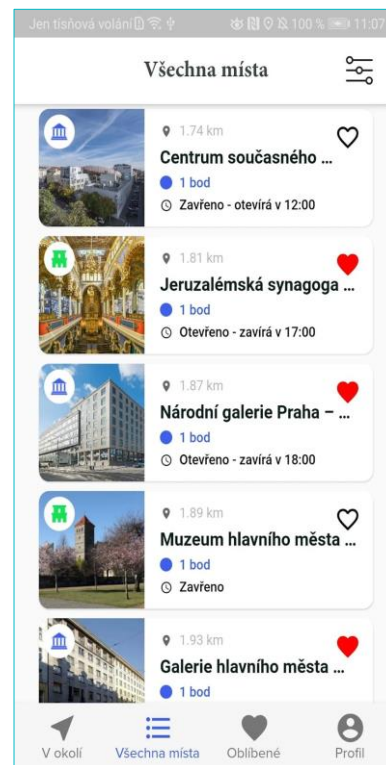 Jen tísňová volání 100 % 11:07
Všechna místa
1.74 km
Centrum současného ...
1 bod
Zavřeno - otevírá v 12:00
1.81 km
Jeruzalémská synagoga ...
1 bod
Otevřeno - zavírá v 17:00
1.87 km
Národní galerie Praha – ...
1 bod
Otevřeno - zavírá v 18:00
1.89 km
Muzeum hlavního města ...
1 bod
Zavřeno
1.93 km
Galerie hlavního města ...
1 bod
V okolí Všechna místa Oblíbené Profil